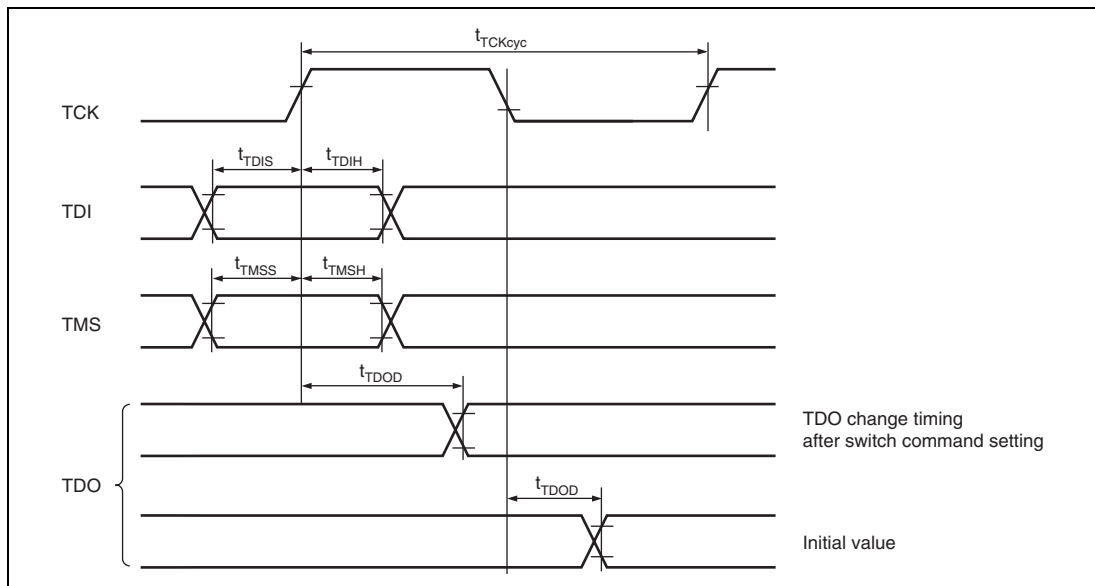 tTCKcyc
TCK
tTDIS
tTDIH
TDI
tTMSS
tTMSH
TMS
tTDOD
TDO change timing
after switch command setting
TDO
tTDOD
Initial value